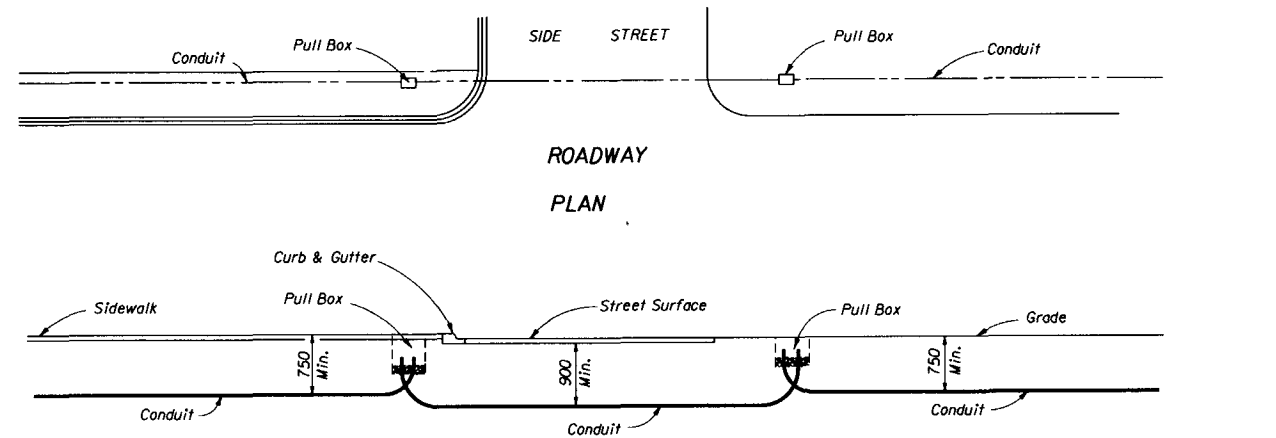 SIDE STREET
Conduit
Pull Box
Pull Box
Conduit
ROADWAY
PLAN
Curb & Gutter
Sidewalk
Pull Box
Street Surface
Pull Box
Grade
750 Min.
900 Min.
750 Min.
Conduit
Conduit
Conduit